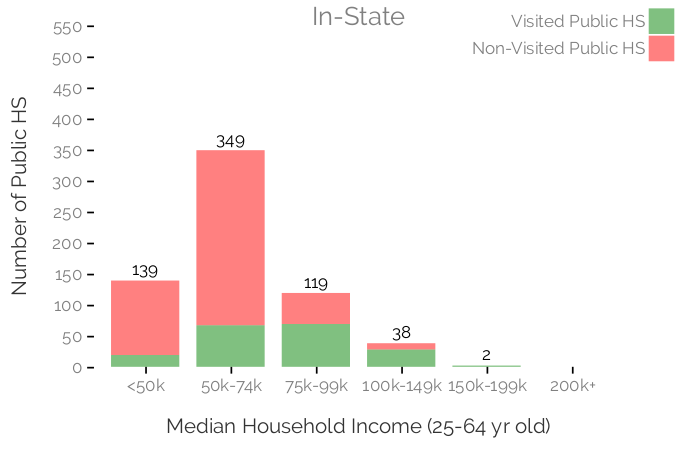 In-State
Visited Public HS
Non-Visited Public HS
Number of Public HS
550
500
450
400
350
300
250
200
150
100
50
0
139
349
119
38
2
<50k
50k-74k
75k-99k
100k-149k
150k-199k
200k+
Median Household Income (25-64 yr old)